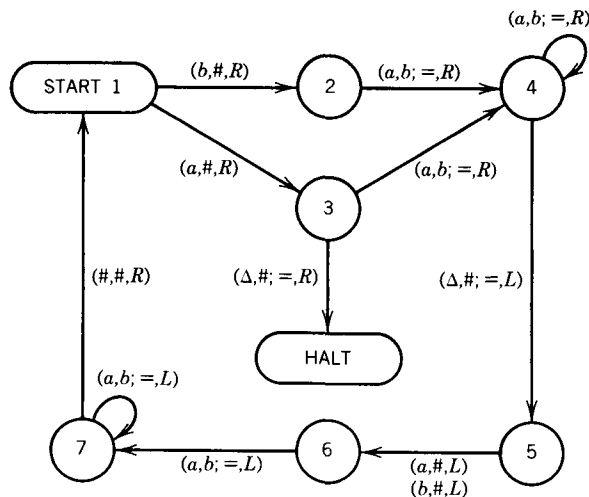 (a,b; =,R)
START 1
(b,#,R)
2
(a,b; =,R)
4
(a,#,R)
(a,b; =,R)
3
(#,#,R)
(Δ,#; =,R)
(Δ,#; =,L)
HALT
(a,b; =,L)
7
(a,b; =,L)
6
(a,#,L)
(b,#,L)
5